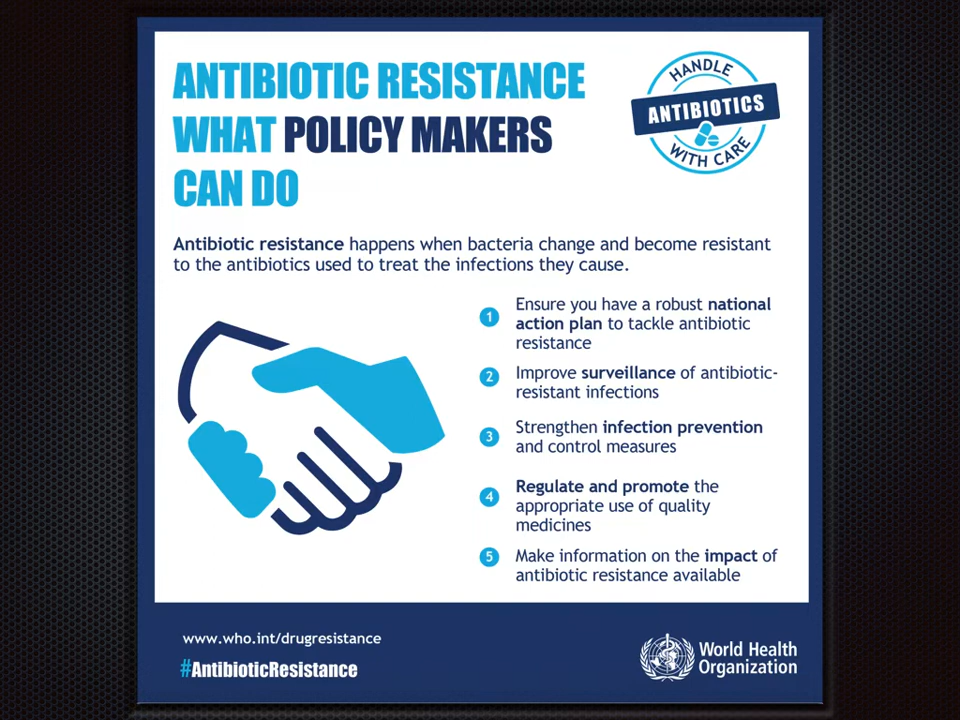 ANTIBIOTIC RESISTANCE
WHAT POLICY MAKERS
CAN DO
HANDLE
ANTIBIOTICS
WITH CARE
Antibiotic resistance happens when bacteria change and become resistant
to the antibiotics used to treat the infections they cause.
1 Ensure you have a robust national
action plan to tackle antibiotic
resistance
2 Improve surveillance of antibiotic-
resistant infections
3 Strengthen infection prevention
and control measures
4 Regulate and promote the
appropriate use of quality
medicines
5 Make information on the impact of
antibiotic resistance available
www.who.int/drugresistance
#AntibioticResistance
World Health
Organization